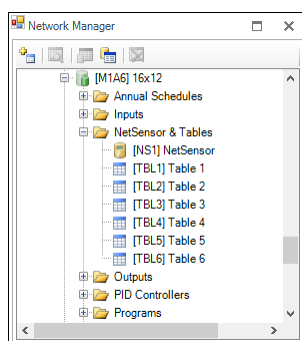 Network Manager
[M1A6] 16x12
Annual Schedules
Inputs
NetSensor & Tables
[NS1] NetSensor
[TBL1] Table 1
[TBL2] Table 2
[TBL3] Table 3
[TBL4] Table 4
[TBL5] Table 5
[TBL6] Table 6
Outputs
PID Controllers
Programs